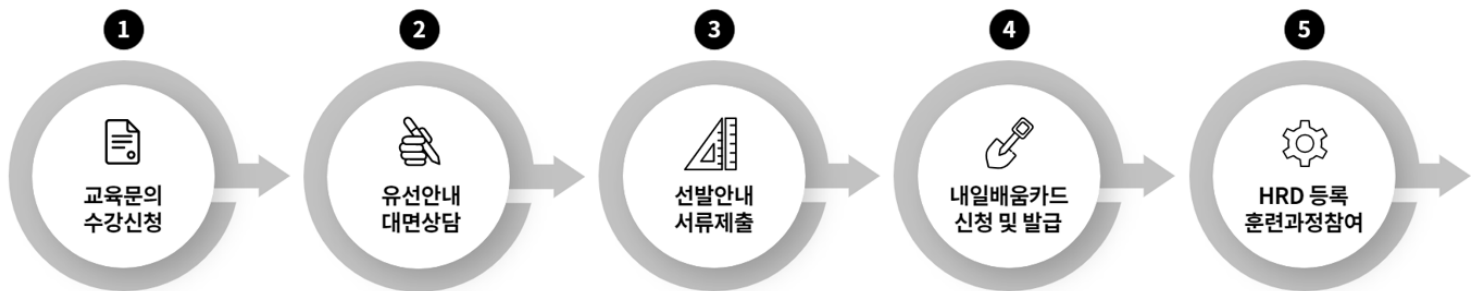 1
교육문의
수강신청
2
유선안내
대면상담
3
선발안내
서류제출
4
내일배움카드
신청 및 발급
5
HRD 등록
훈련과정참여